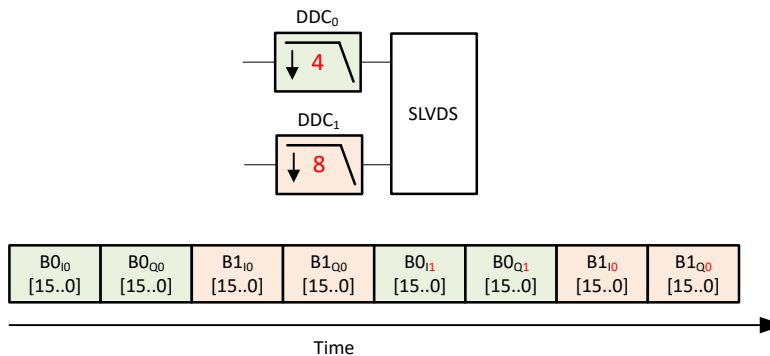 DDC₀
4
SLVDS
DDC₁
8
B0I0 B0Q0 B1I0 B1Q0 B0I1 B0Q1 B1I0 B1Q0
[15..0] [15..0] [15..0] [15..0] [15..0] [15..0] [15..0] [15..0]
Time